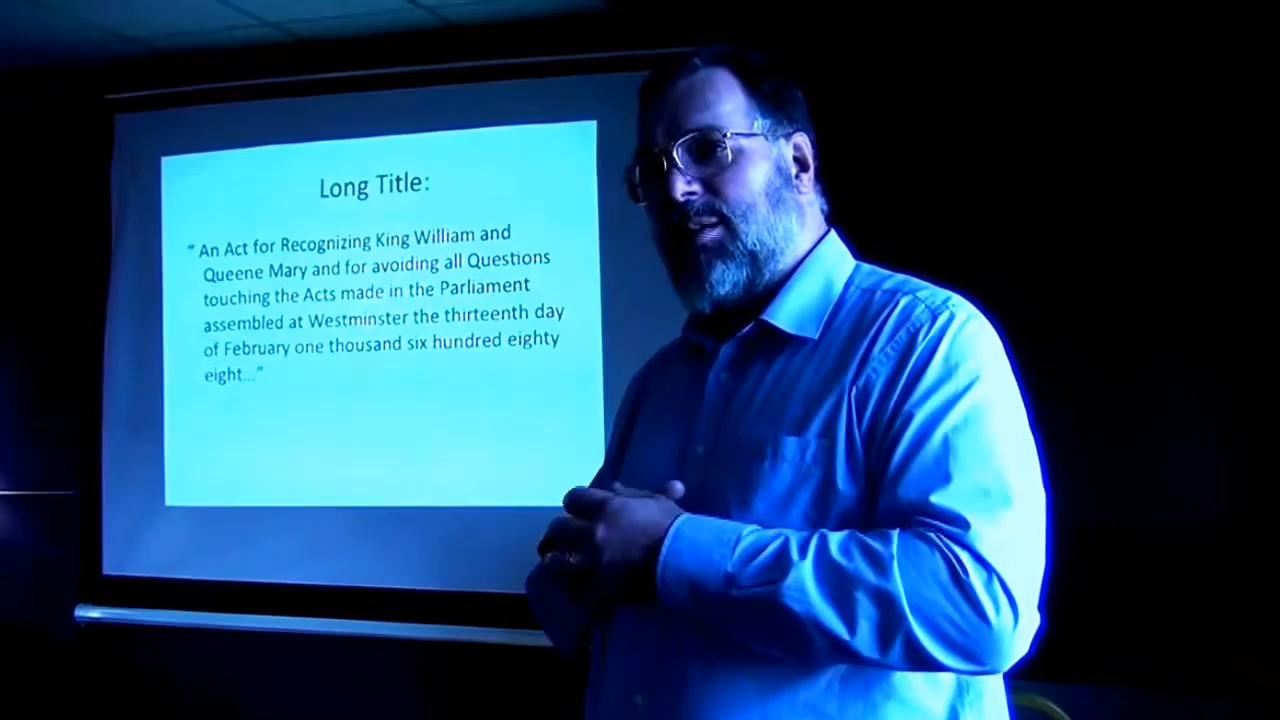 Long Title:
“ An Act for Recognizing King William and
Queene Mary and for avoiding all Questions
touching the Acts made in the Parliament
assembled at Westminster the thirteenth day
of February one thousand six hundred eighty
eight...”